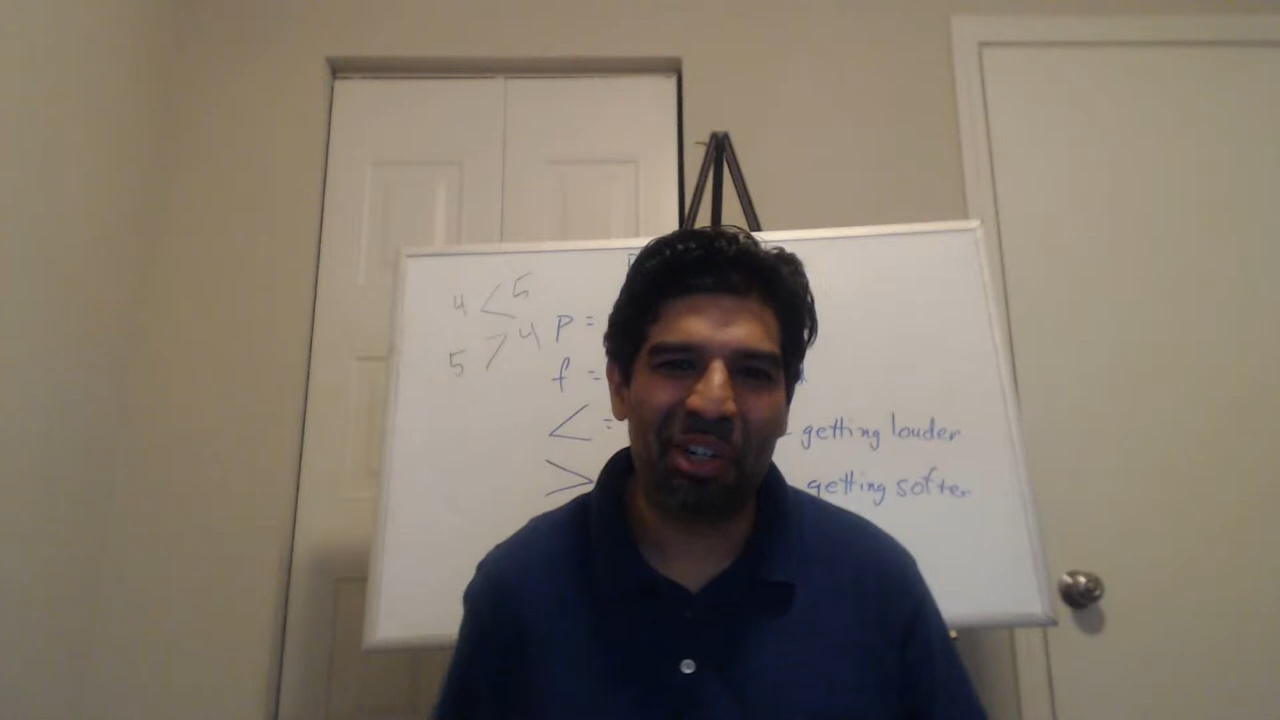 4 < 5
5 > 4
p =
f =
< = getting louder
> getting softer